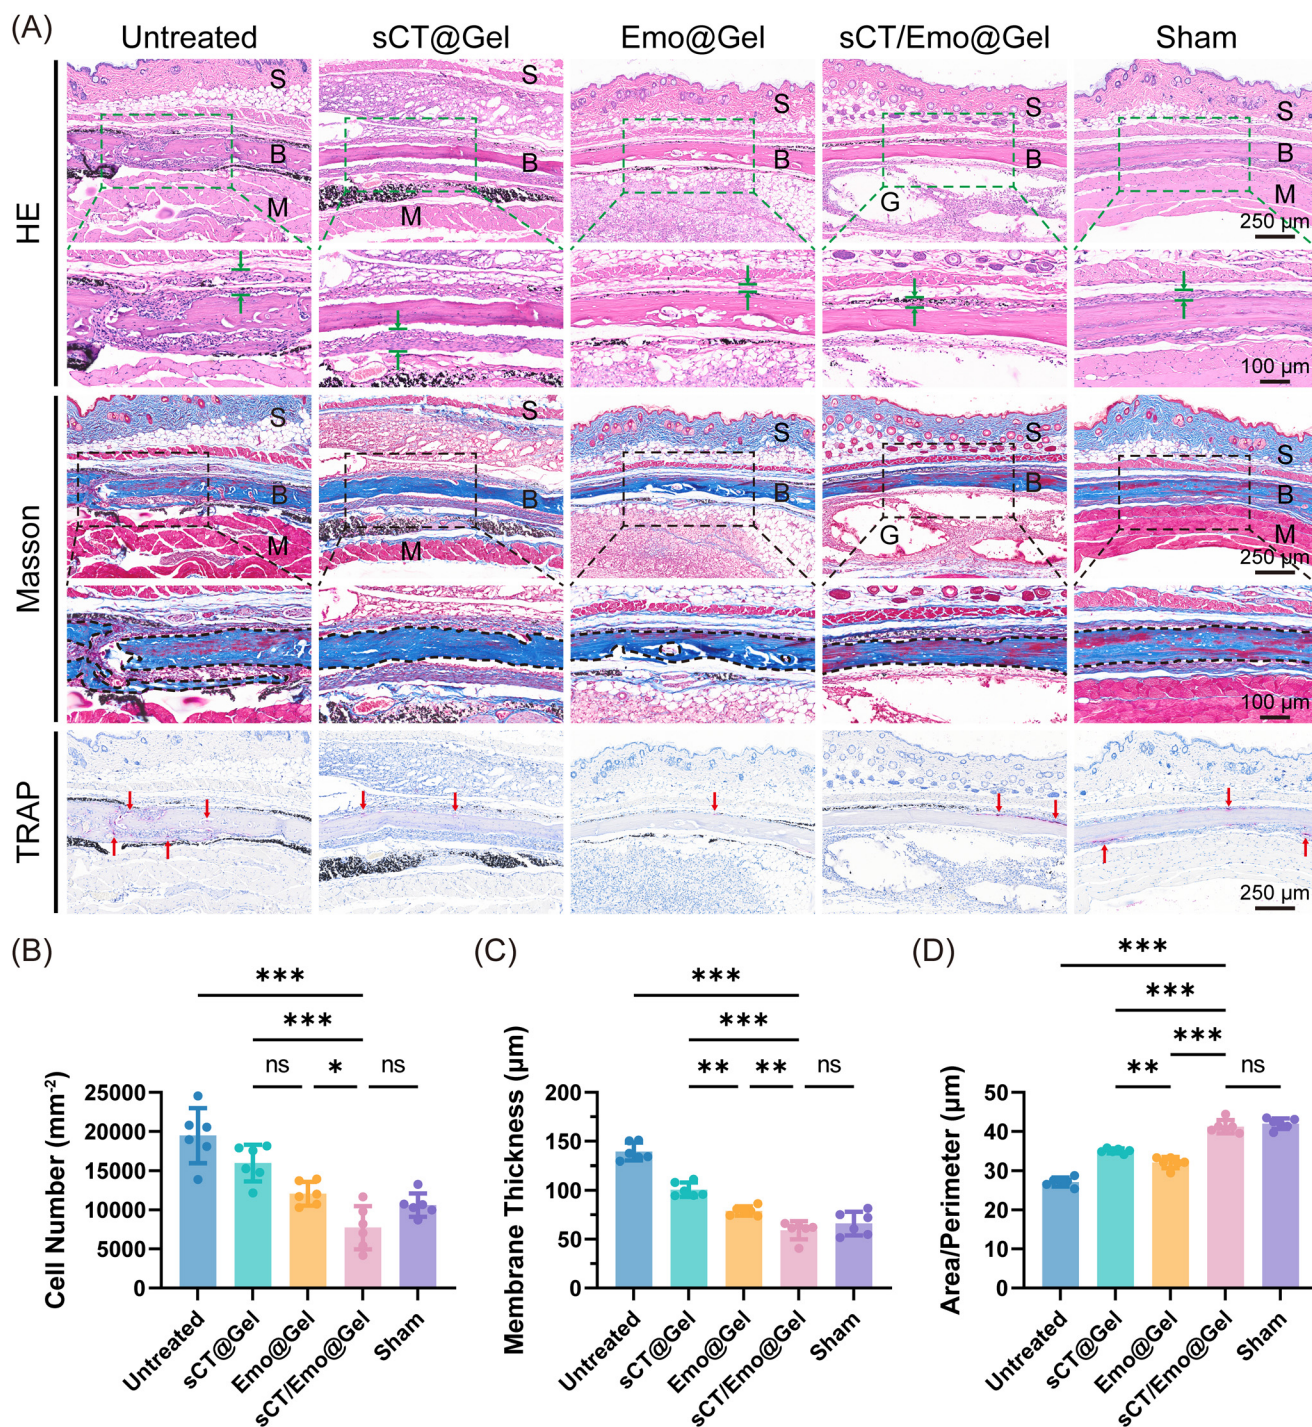 (A)
Untreated sCT@Gel Emo@Gel sCT/Emo@Gel Sham
HE
S S S S S
B B B B B
M M G M
250 μm
100 μm
Masson
S S S S S
B B B B B
M M G M
250 μm
100 μm
TRAP
250 μm
(B)
***
***
ns * ns
Cell Number (mm⁻²)
25000
20000
15000
10000
5000
0
Untreated
sCT@Gel
Emo@Gel
sCT/Emo@Gel
Sham
(C)
***
***
** ** ns
Membrane Thickness (μm)
200
150
100
50
0
Untreated
sCT@Gel
Emo@Gel
sCT/Emo@Gel
Sham
(D)
***
***
***
** ns
Area/Perimeter (μm)
50
40
30
20
10
0
Untreated
sCT@Gel
Emo@Gel
sCT/Emo@Gel
Sham